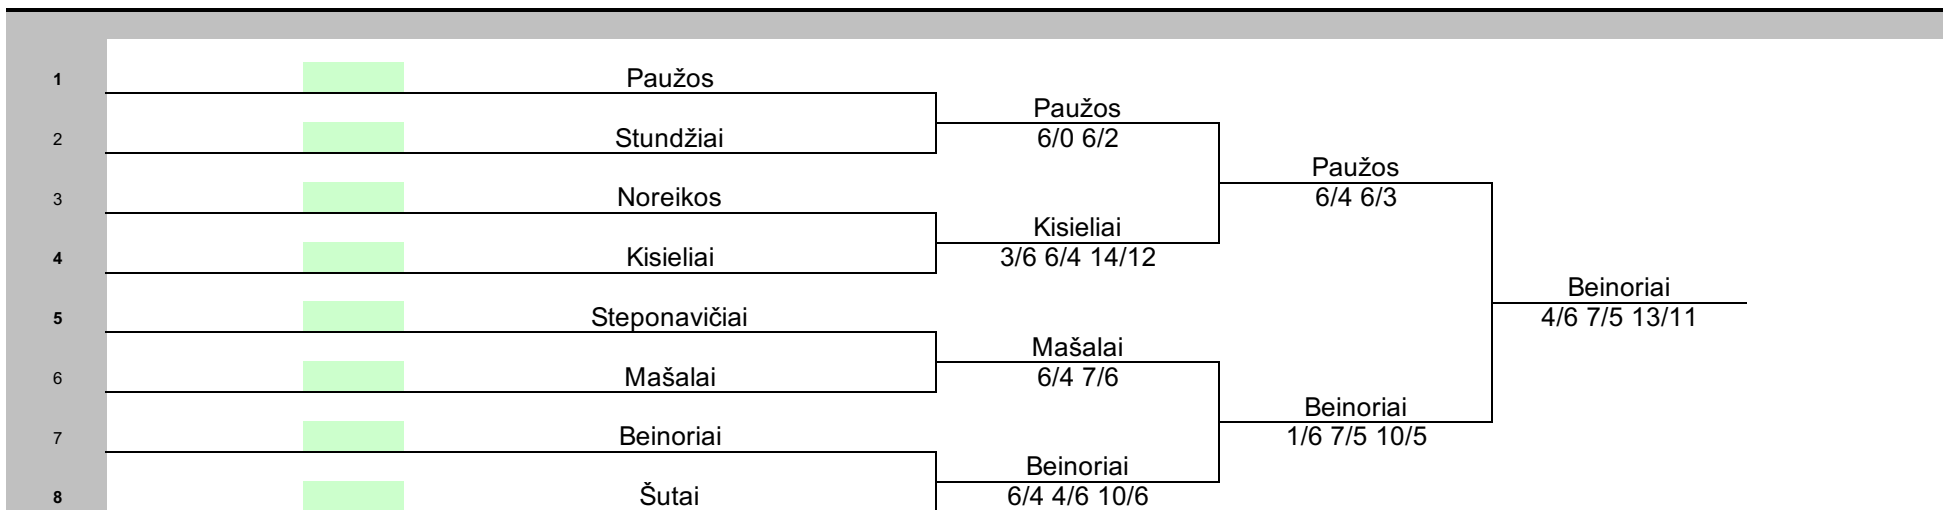 1 Paužos
Paužos
2 Stundžiai 6/0 6/2
Paužos
3 Noreikos 6/4 6/3
Kisieliai
4 Kisieliai 3/6 6/4 14/12
Beinoriai
5 Steponavičiai 4/6 7/5 13/11
Mašalai
6 Mašalai 6/4 7/6
Beinoriai
7 Beinoriai 1/6 7/5 10/5
Beinoriai
8 Šutai 6/4 4/6 10/6